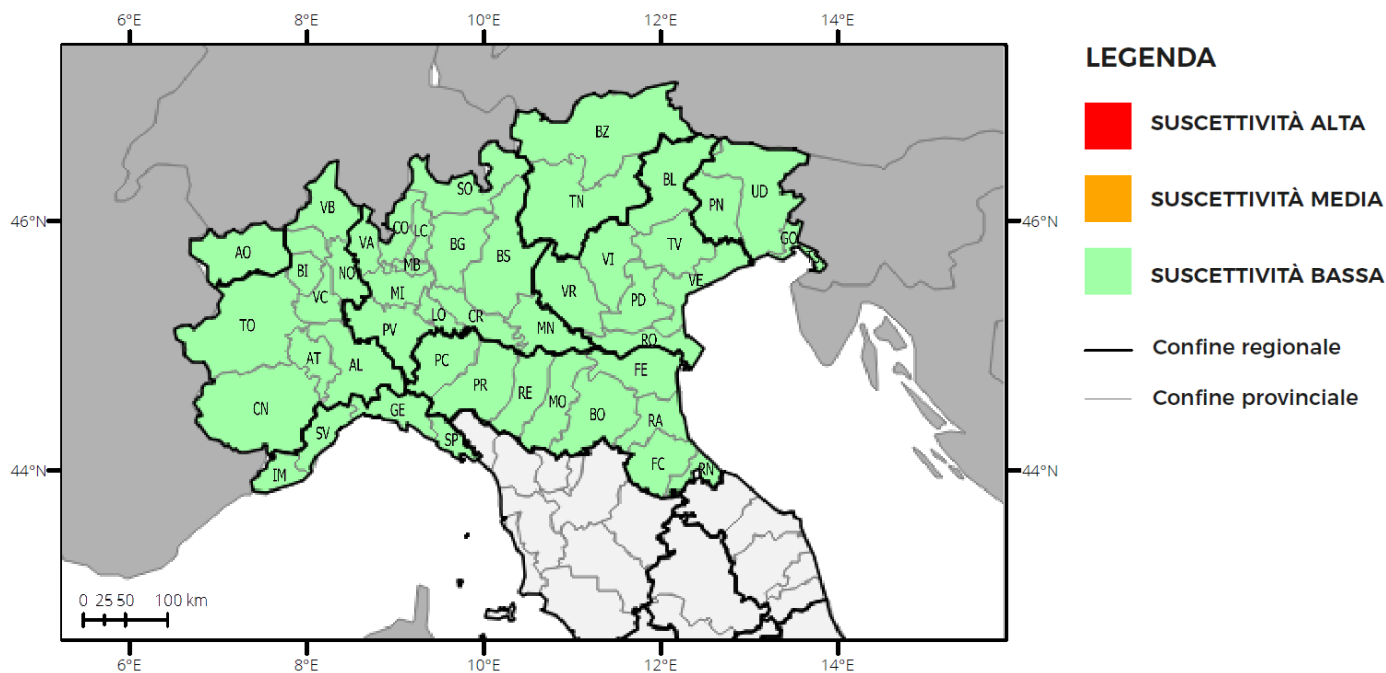 6°E 8°E 10°E 12°E 14°E
LEGENDA
SUSCETTIVITÀ ALTA
SUSCETTIVITÀ MEDIA
SUSCETTIVITÀ BASSA
Confine regionale
Confine provinciale
46°N 46°N
44°N 44°N
BZ
SO
BL
UD
TN
PN
VB
CO
LC
VA
BG
TV
GO
AO
BS
VI
BI
NO
MB
VE
VC
MI
VR
PD
LO
CR
MN
TO
PV
RO
AT
AL
PC
FE
PR
RE
MO
CN
GE
BO
RA
SV
SP
FC
RN
IM
0 25 50 100 km
6°E 8°E 10°E 12°E 14°E